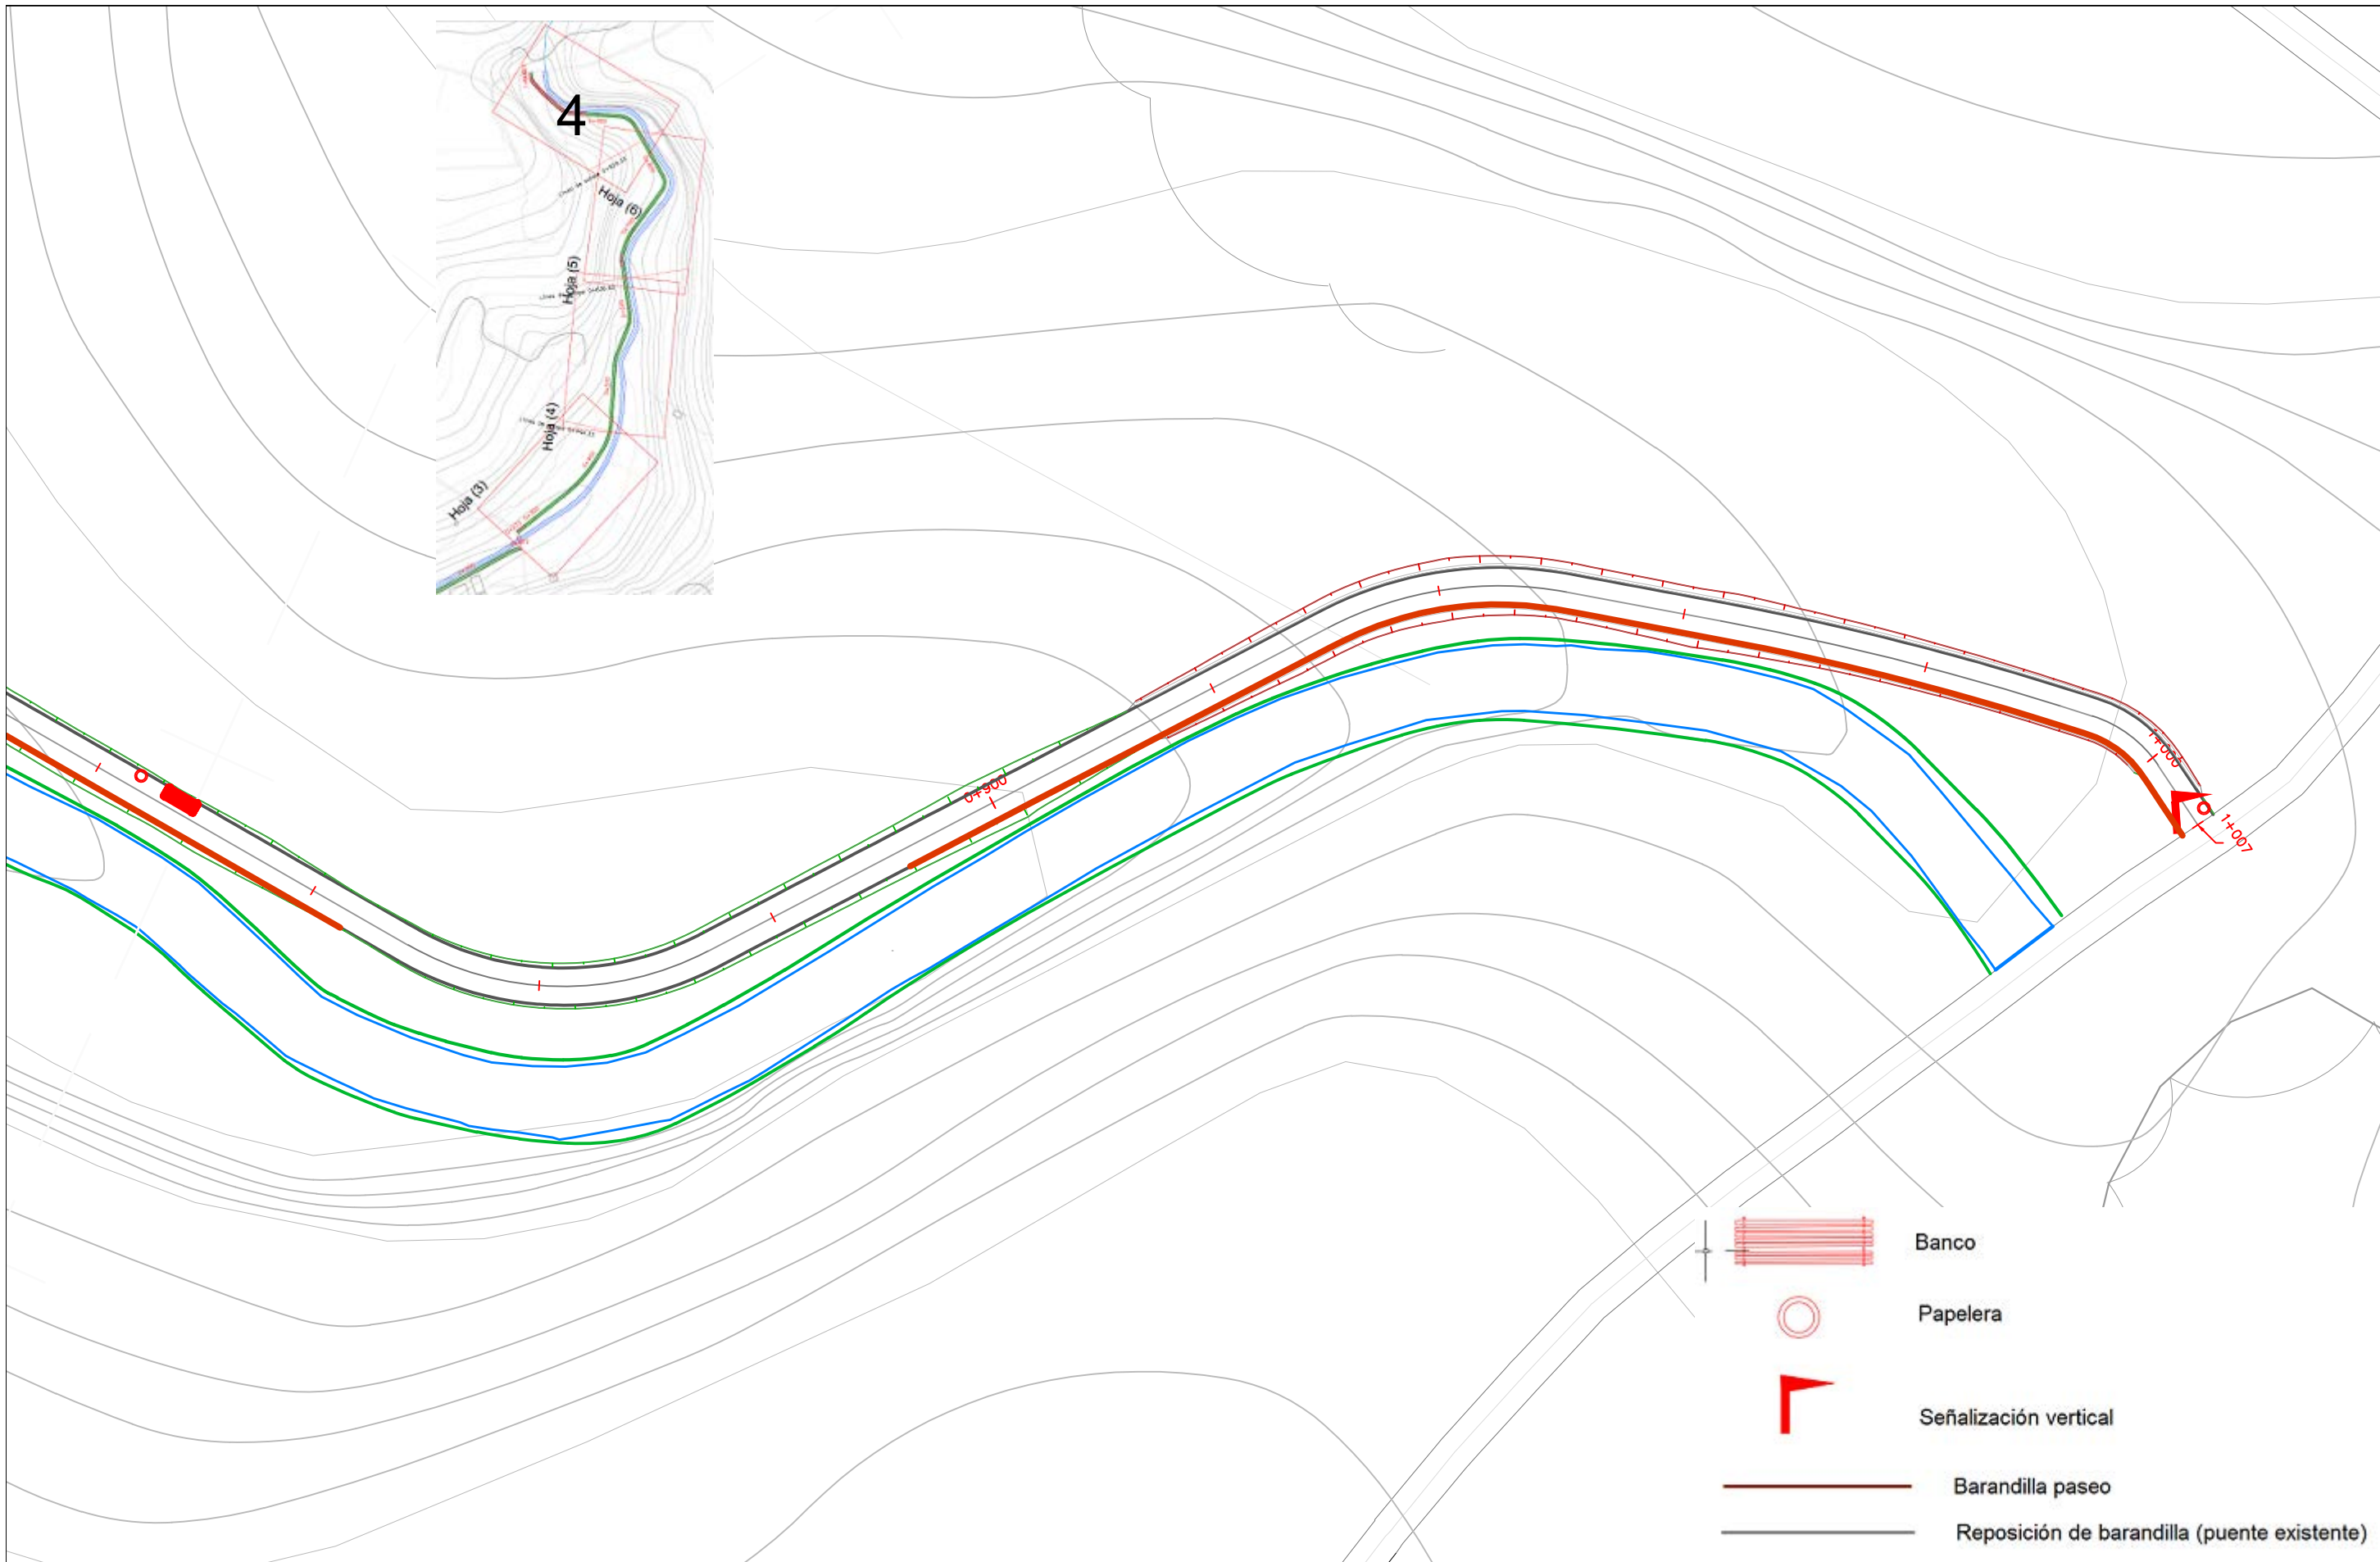 4
Hoja (6)
Hoja (5)
Hoja (4)
Hoja (3)
0+900
1+000
1+007
Banco
Papelera
Señalización vertical
Barandilla paseo
Reposición de barandilla (puente existente)